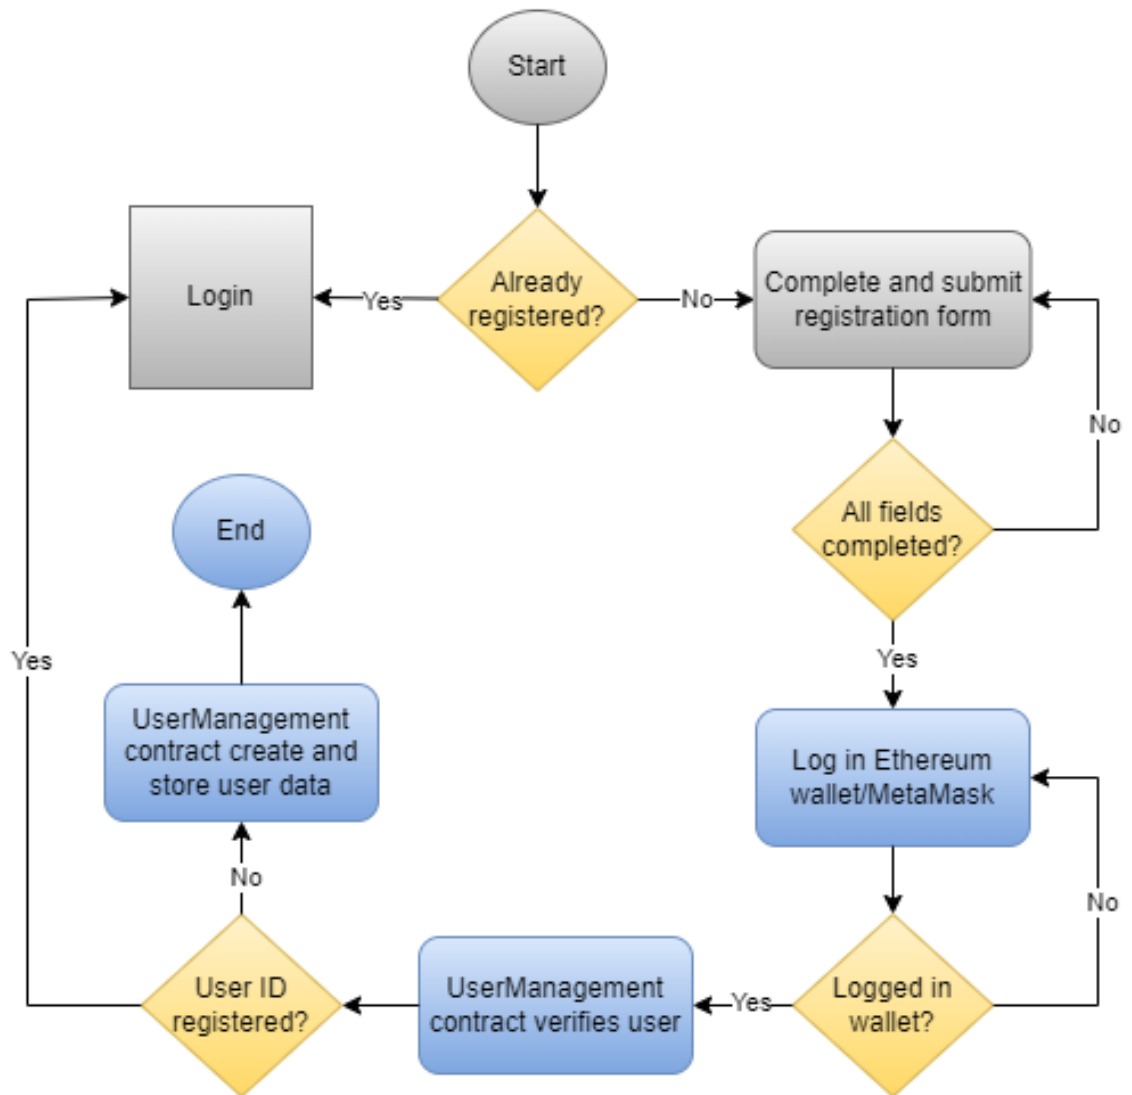 Start
Already
registered?
Yes
Login
No
Complete and submit
registration form
No
All fields
completed?
Yes
Log in Ethereum
wallet/MetaMask
No
Logged in
wallet?
Yes
UserManagement
contract verifies user
User ID
registered?
Yes
No
UserManagement
contract create and
store user data
End